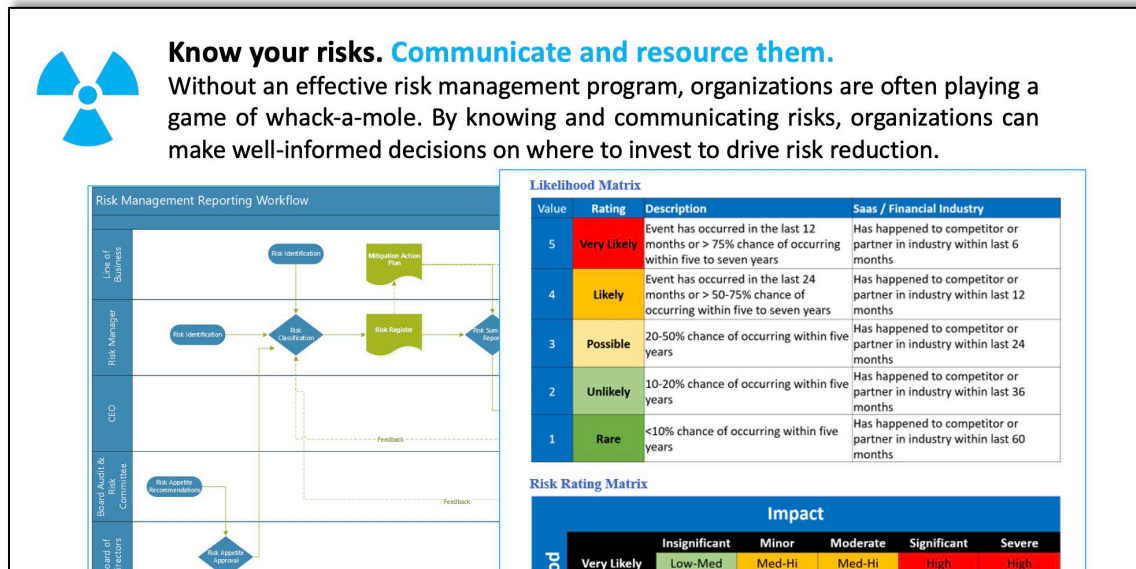 Know your risks. Communicate and resource them.
Without an effective risk management program, organizations are often playing a
game of whack-a-mole. By knowing and communicating risks, organizations can
make well-informed decisions on where to invest to drive risk reduction.
Risk Management Reporting Workflow
Line of
Business
Risk Identification
Mitigation Action
Plan
Risk Manager
Risk Identification
Risk
Classification
Risk Register
Risk Sum
Repor
CEO
Feedback
Board Audit &
Risk
Committee
Risk Appetite
Recommendations
Feedback
ard of
rectors
Risk Appetite
Approval
Likelihood Matrix
Value Rating Description Saas / Financial Industry
5 Very Likely
Event has occurred in the last 12
months or > 75% chance of occurring
within five to seven years
Has happened to competitor or
partner in industry within last 6
months
4 Likely
Event has occurred in the last 24
months or > 50-75% chance of
occurring within five to seven years
Has happened to competitor or
partner in industry within last 12
months
3 Possible
20-50% chance of occurring within five
years
Has happened to competitor or
partner in industry within last 24
months
2 Unlikely
10-20% chance of occurring within five
years
Has happened to competitor or
partner in industry within last 36
months
1 Rare
<10% chance of occurring within five
years
Has happened to competitor or
partner in industry within last 60
months
Risk Rating Matrix
Impact
Insignificant Minor Moderate Significant Severe
Very Likely Low-Med Med-Hi Med-Hi High High